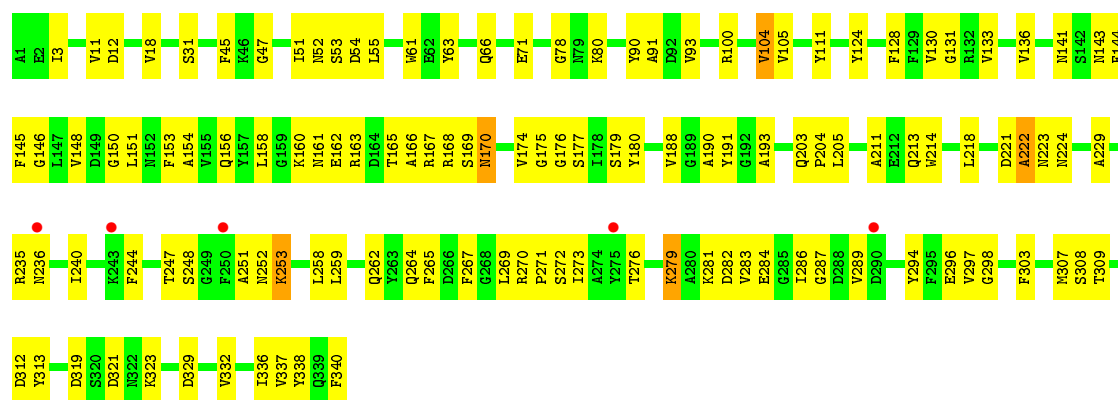 A1 E2 I3 V11 D12 V18 S31 F45 K46 G47 I51 N52 S53 D54 L55 W61 E62 Y63 Q66 E71 G78 N79 K80 Y90 A91 D92 V93 R100 V104 V105 Y111 Y124 F128 F129 V130 G131 R132 V133 V136 N141 S142 N143
F145 G146 L147 V148 D149 G150 L151 N152 F153 A154 V155 Q156 Y157 L158 G159 K160 N161 E162 R163 D164 T165 A166 R167 R168 S169 N170 V174 G175 G176 S177 I178 S179 Y180 V188 G189 A190 Y191 G192 A193 Q203 P204 L205 A211 E212 Q213 W214 L218 D221 A222 N223 N224 A229
R235 N236 I240 K243 F244 T247 S248 G249 F250 A251 N252 K253 L258 L259 Q262 Y263 Q264 F265 D266 F267 G268 L269 R270 P271 S272 I273 A274 Y275 T276 K279 A280 K281 D282 V283 E284 G285 I286 G287 D288 V289 D290 Y294 F295 E296 V297 G298 F303 M307 S308 T309
D312 Y313 D319 S320 D321 N322 K323 D329 V332 I336 V337 Y338 Q339 F340